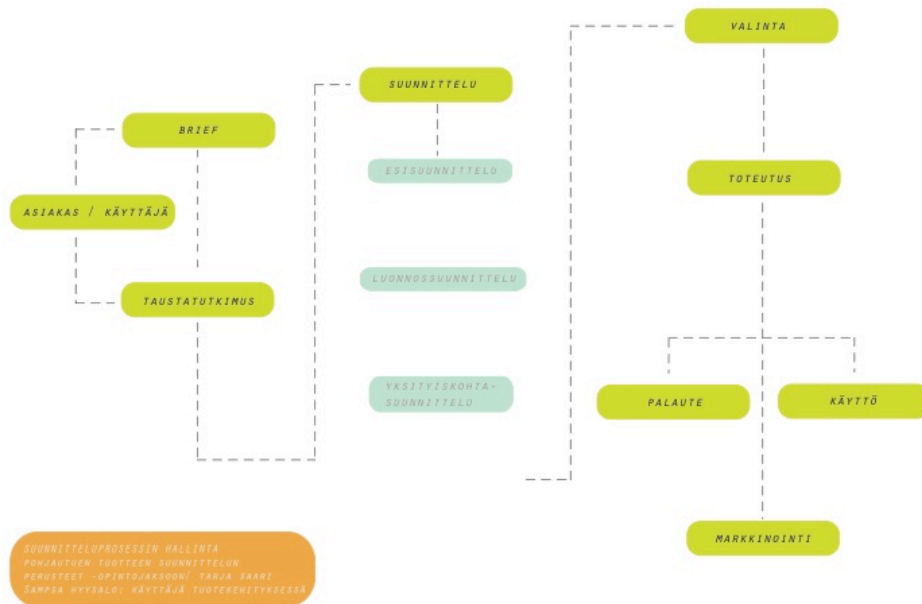 BRIEF
ASIAKAS / KÄYTTÄJÄ
TAUSTATUTKIMUS
SUUNNITTELU
ESISUUNNITTELU
LUONNOSSUUNNITTELU
YKSITYISKOHTA-
SUUNNITTELU
VALINTA
TOTEUTUS
PALAUTE
KÄYTTÖ
MARKKINOINTI
SUUNNITTELUPROSESSIN HALLINTA
POHJAUTUEN TUOTTEEN SUUNNITTELUN
PERUSTEET -OPINTOJAKSOON/ TARJA SAARI
SAMPSA HYYSALO: KÄYTTÄJÄ TUOTEKEHITYKSESSÄ